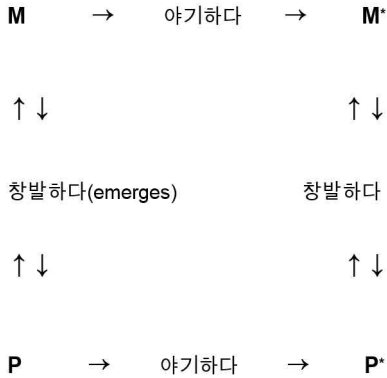 M → 야기하다 → M*
↑↓ ↑↓
창발하다(emerges) 창발하다
↑↓ ↑↓
P → 야기하다 → P*